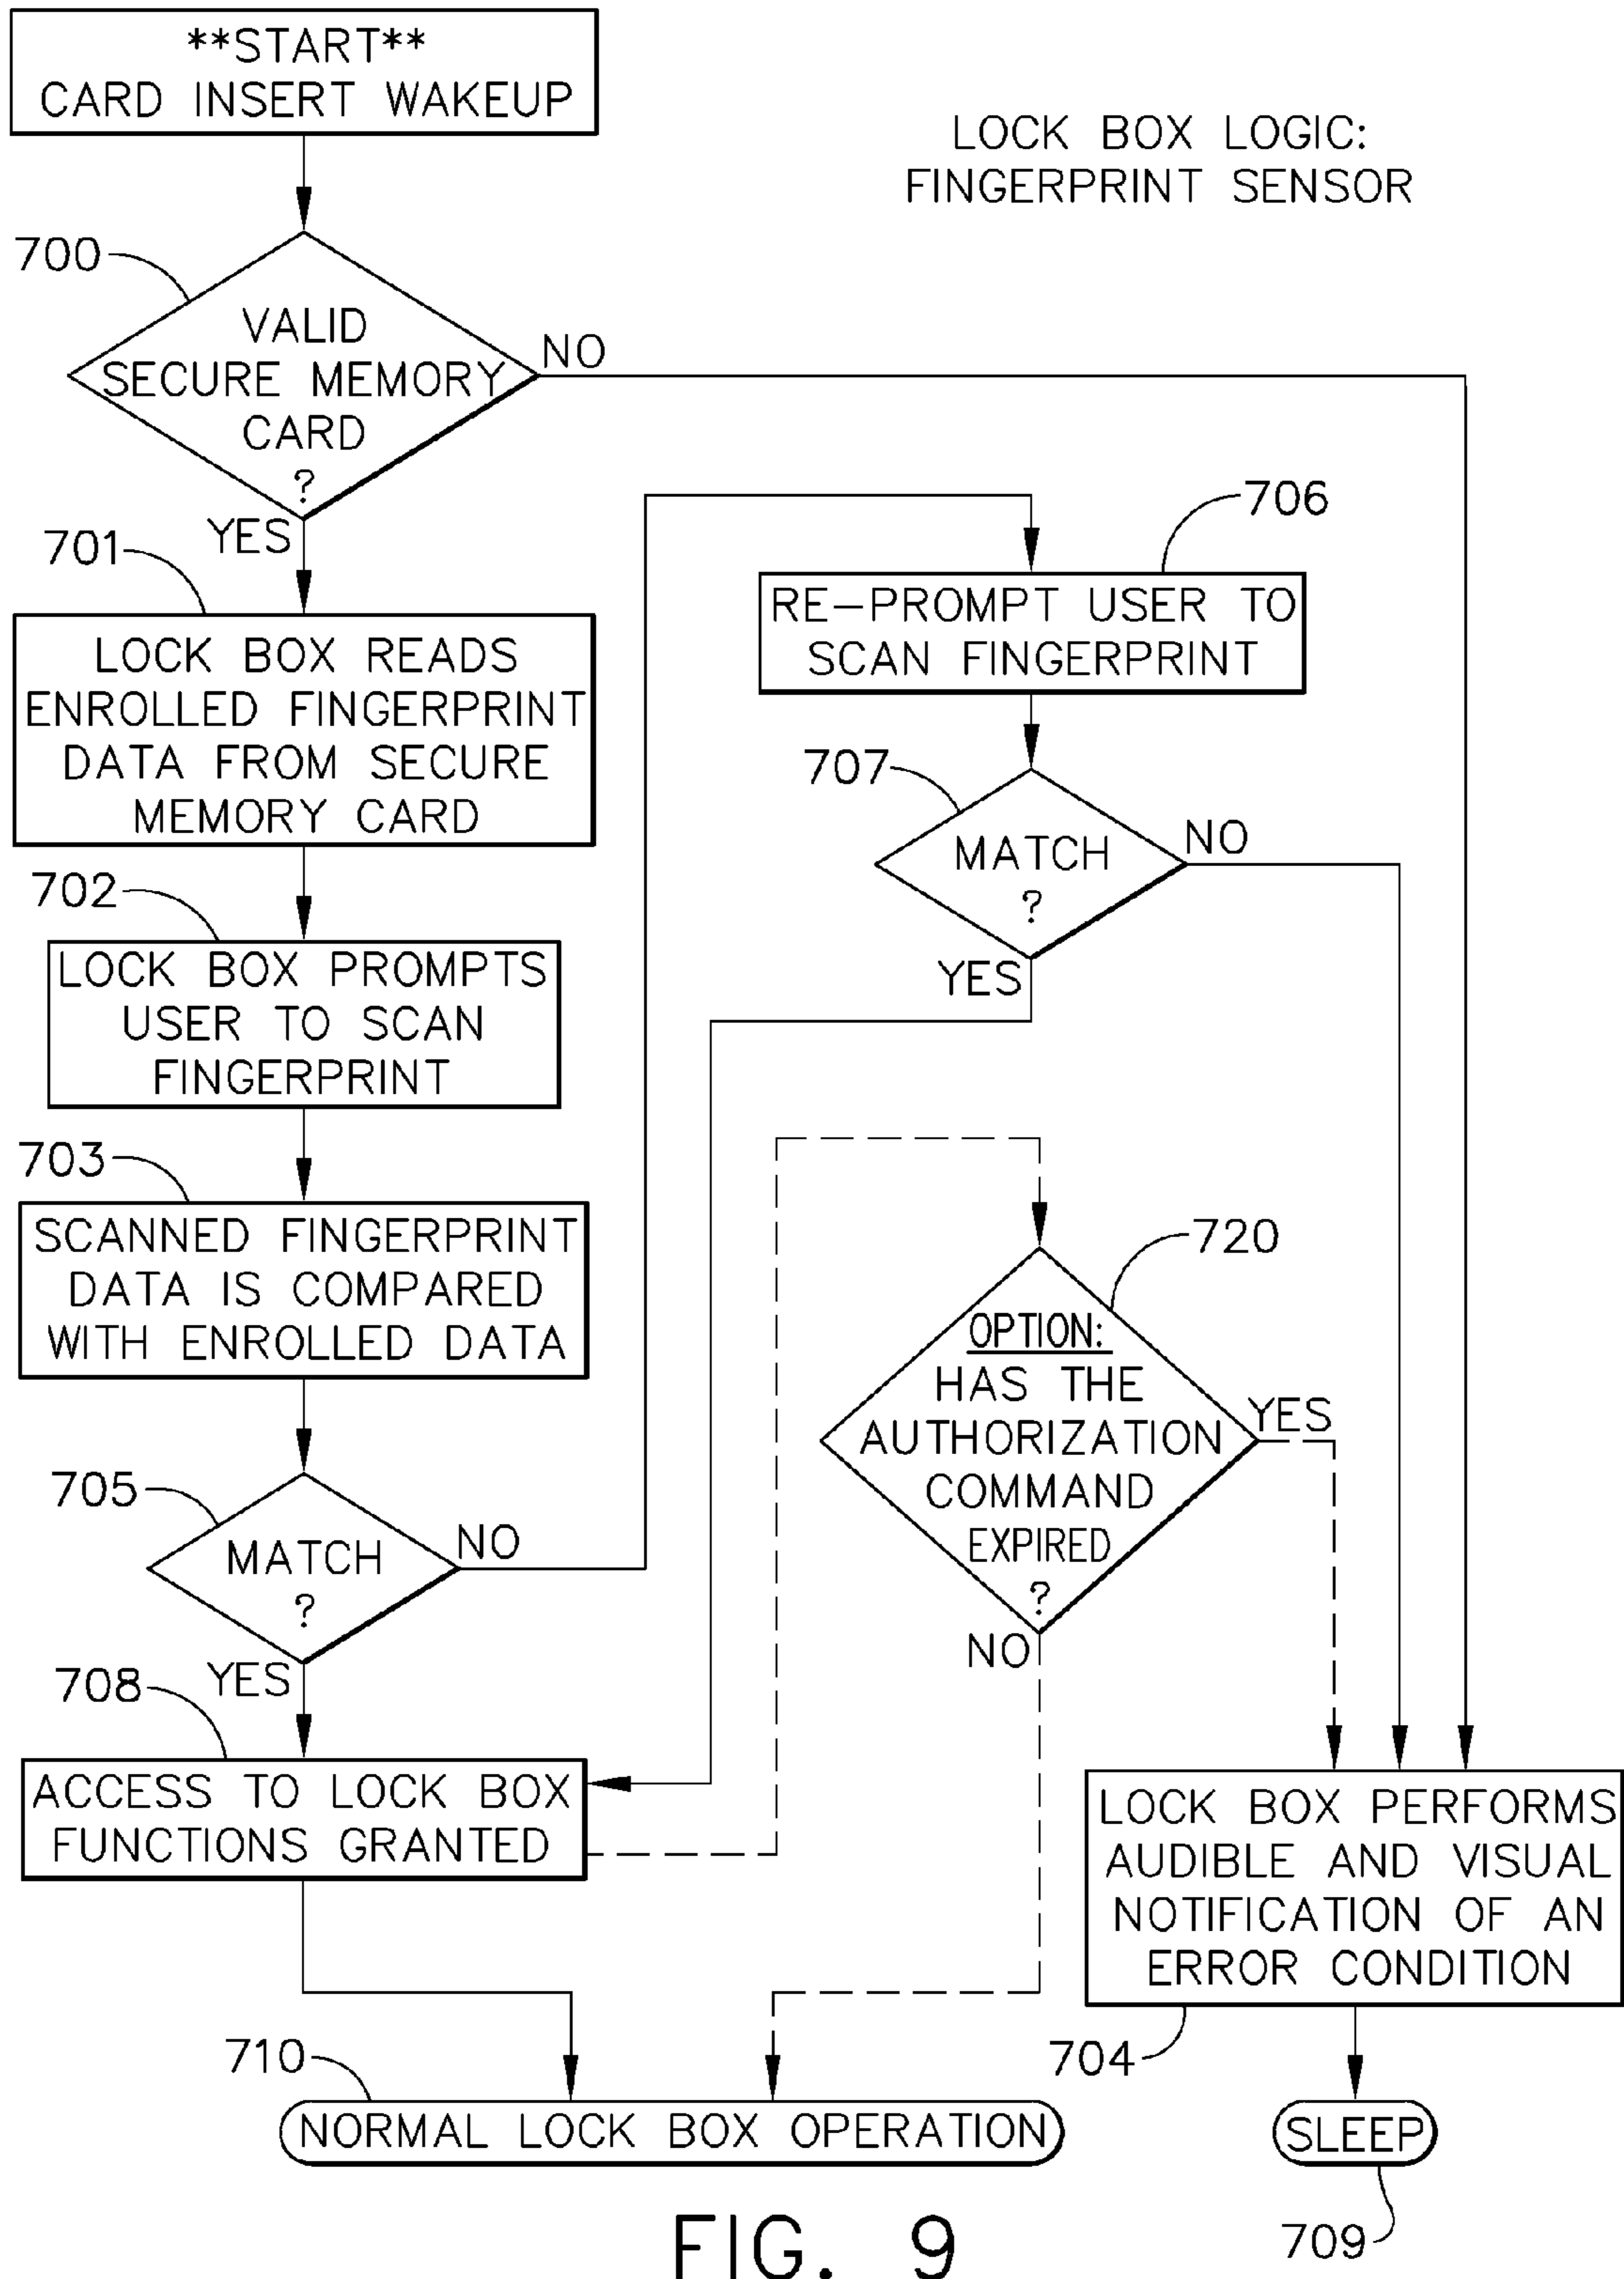 **START**
CARD INSERT WAKEUP
LOCK BOX LOGIC:
FINGERPRINT SENSOR
700
VALID
SECURE MEMORY
CARD
?
NO
YES
701
LOCK BOX READS
ENROLLED FINGERPRINT
DATA FROM SECURE
MEMORY CARD
702
LOCK BOX PROMPTS
USER TO SCAN
FINGERPRINT
703
SCANNED FINGERPRINT
DATA IS COMPARED
WITH ENROLLED DATA
705
MATCH
?
NO
YES
706
RE-PROMPT USER TO
SCAN FINGERPRINT
707
MATCH
?
NO
YES
708
ACCESS TO LOCK BOX
FUNCTIONS GRANTED
720
OPTION:
HAS THE
AUTHORIZATION
COMMAND
EXPIRED
?
YES
NO
LOCK BOX PERFORMS
AUDIBLE AND VISUAL
NOTIFICATION OF AN
ERROR CONDITION
704
710
NORMAL LOCK BOX OPERATION
SLEEP
709
FIG. 9